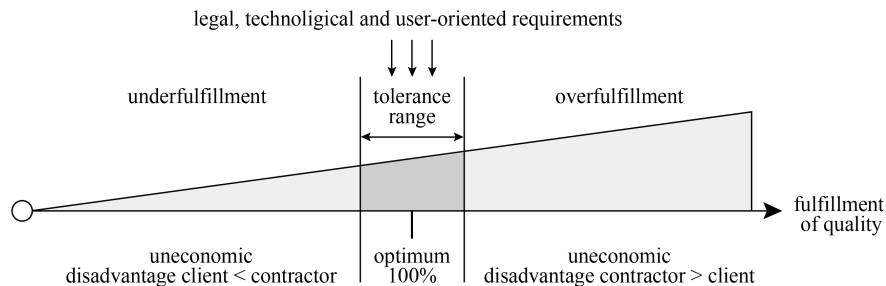 legal, technoligical and user-oriented requirements
underfulfillment
tolerance
range
overfulfillment
fulfillment
of quality
uneconomic
disadvantage client < contractor
optimum
100%
uneconomic
disadvantage contractor > client